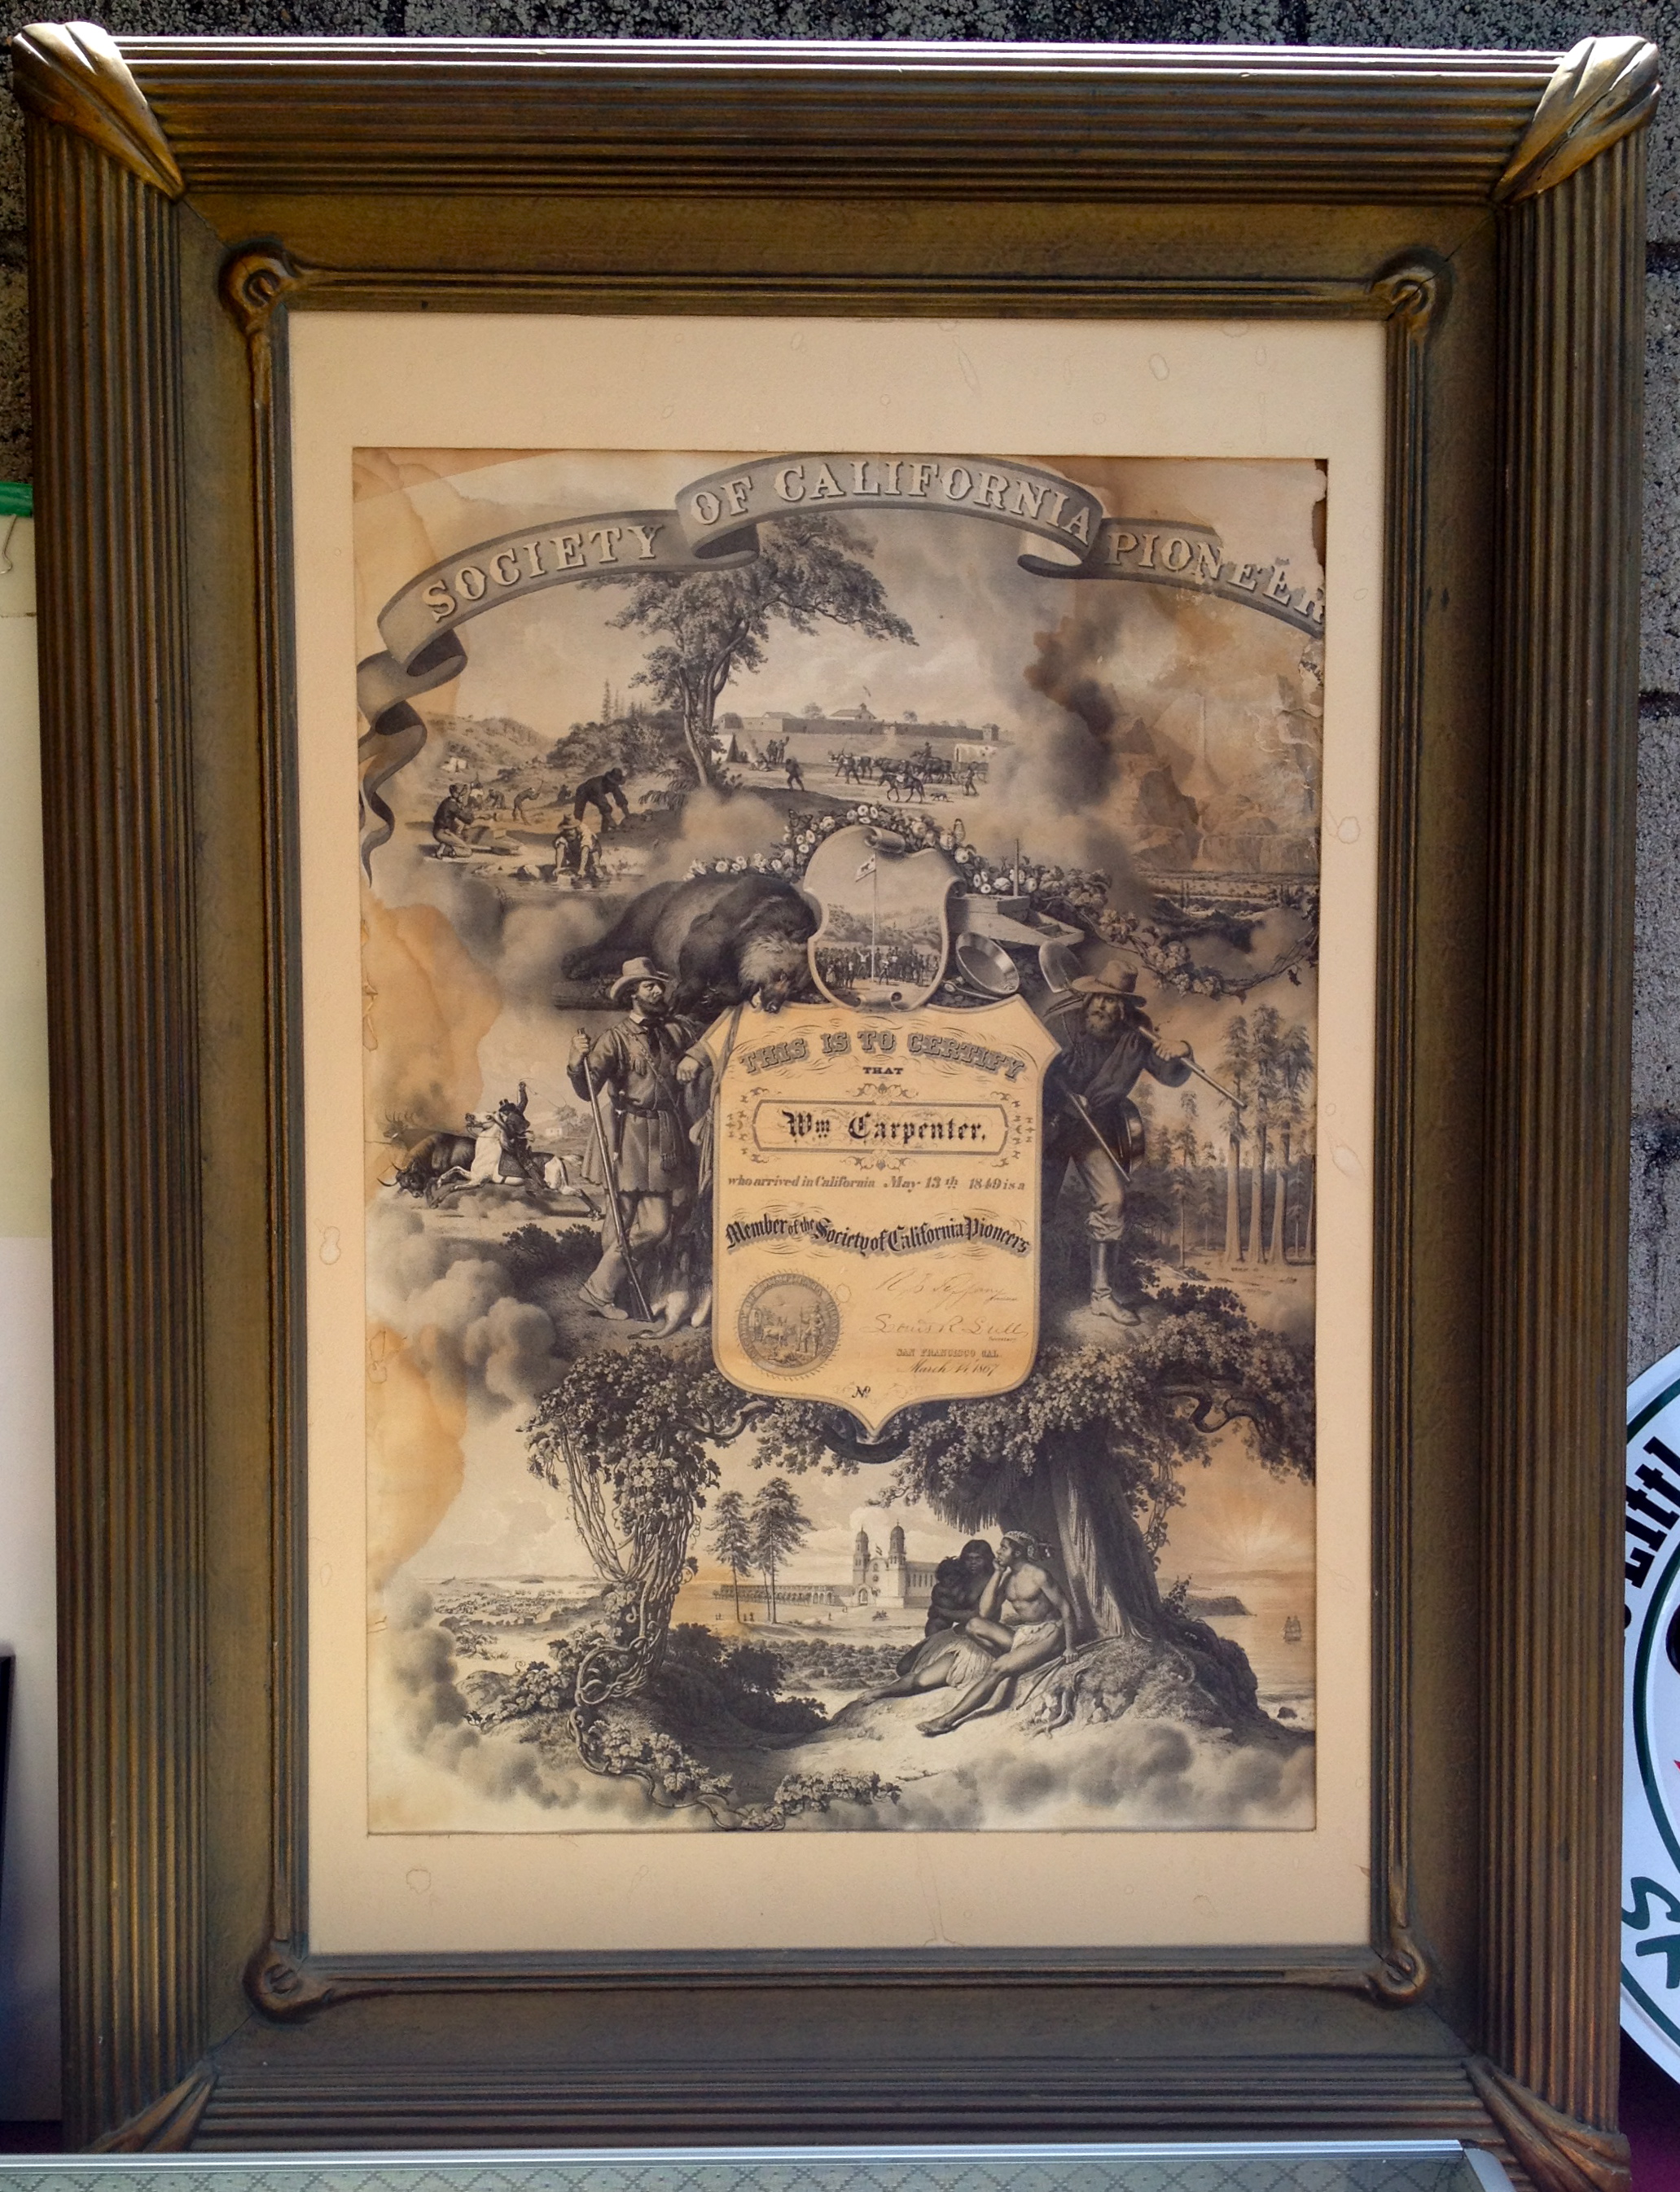 SOCIETY OF CALIFORNIA PIONEER
THIS IS TO CERTIFY
THAT
Wm Carpenter,
who arrived in California May 13th 1849 is a
Member of the Society of California Pioneers
SAN FRANCISCO CAL.
March 14, 1867
No